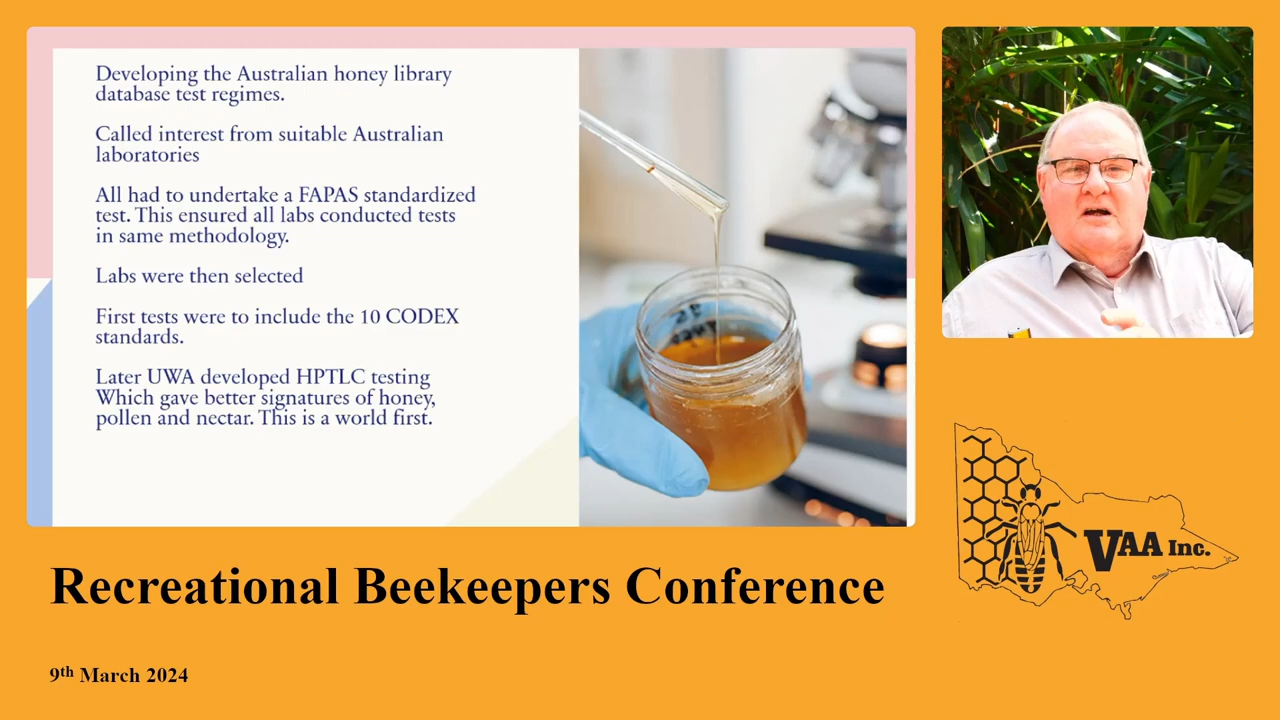 Developing the Australian honey library
database test regimes.
Called interest from suitable Australian
laboratories
All had to undertake a FAPAS standardized
test. This ensured all labs conducted tests
in same methodology.
Labs were then selected
First tests were to include the 10 CODEX
standards.
Later UWA developed HPTLC testing
Which gave better signatures of honey,
pollen and nectar. This is a world first.
VAA Inc.
Recreational Beekeepers Conference
9th March 2024